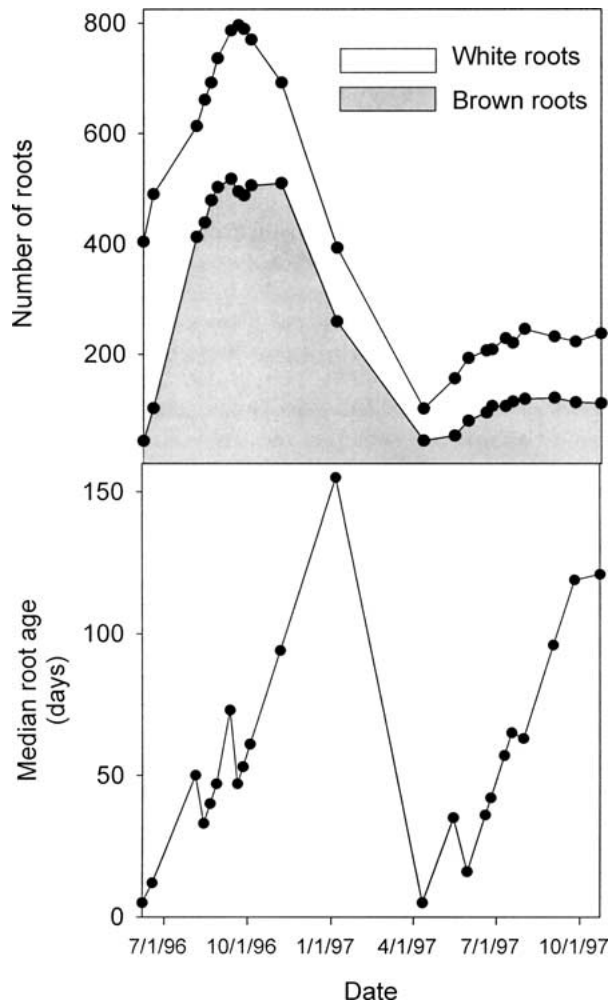 800
600
400
200
Number of roots
White roots
Brown roots
150
100
50
0
Median root age
(days)
7/1/96 10/1/96 1/1/97 4/1/97 7/1/97 10/1/97
Date